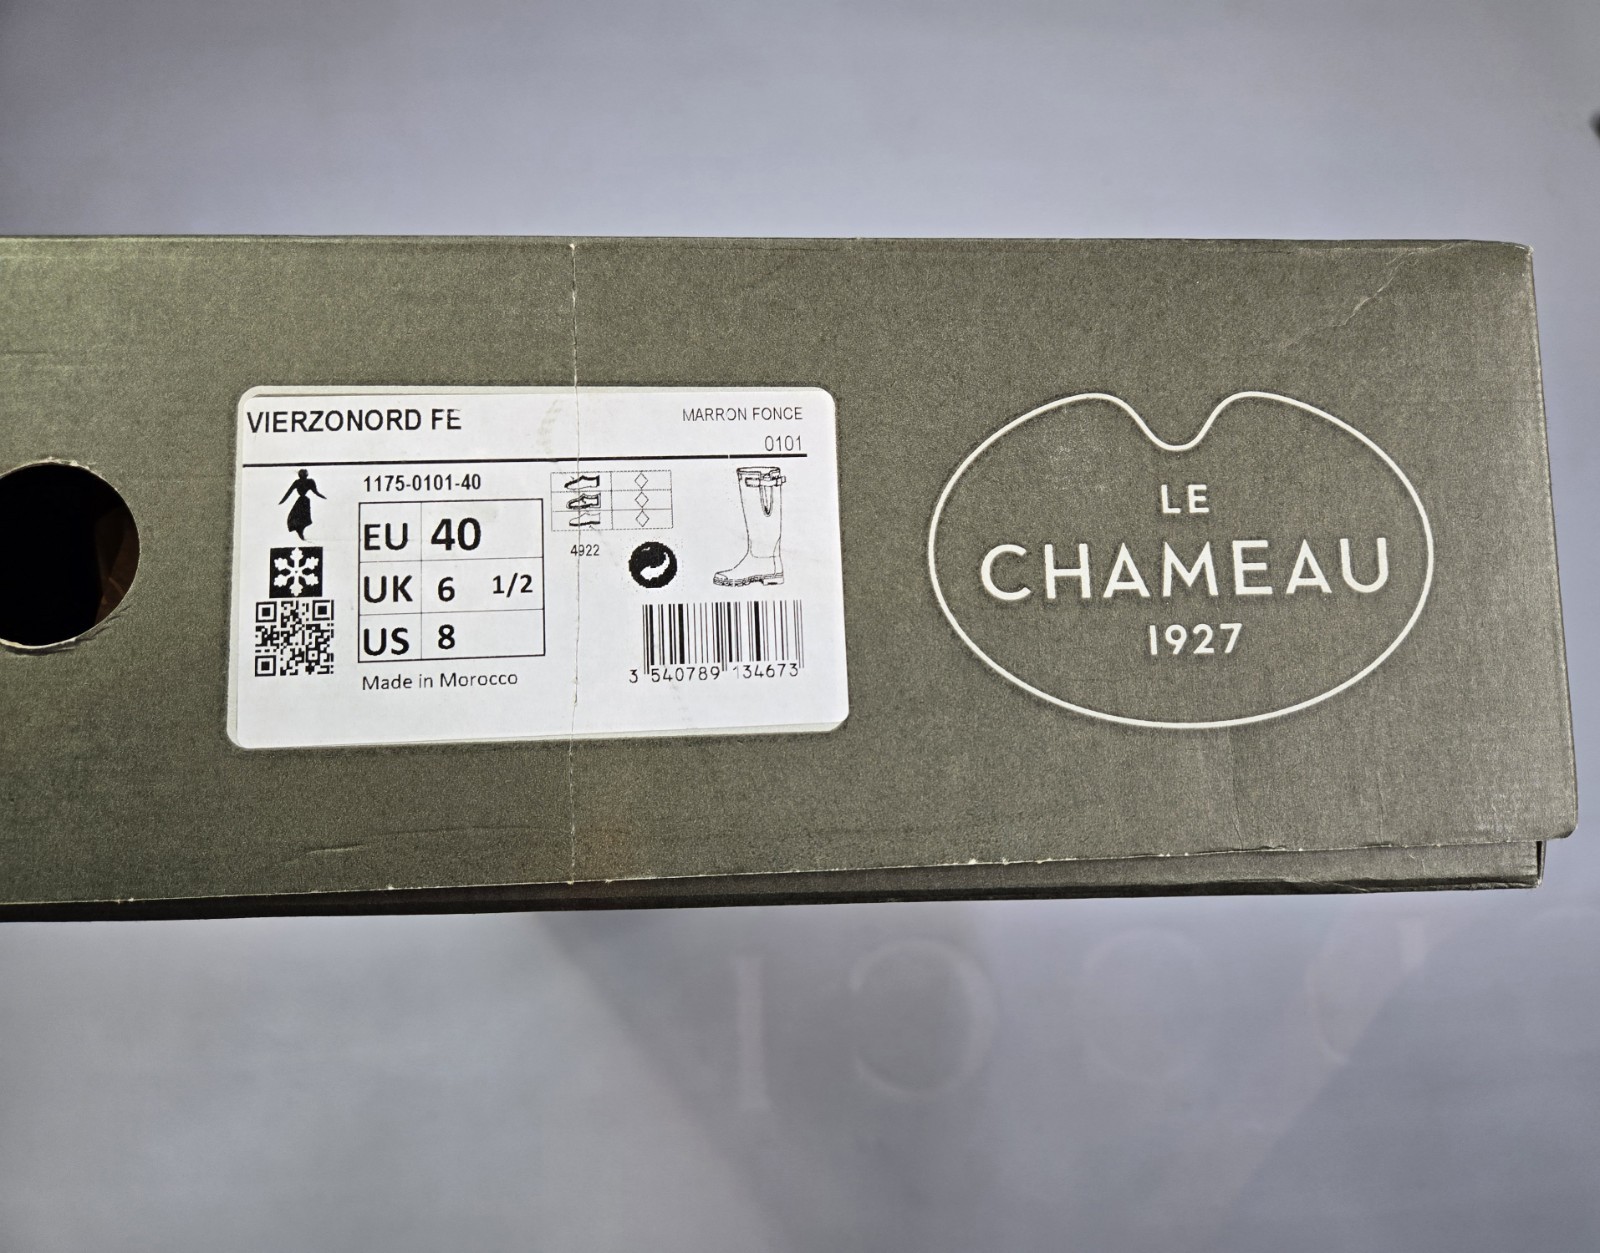 VIERZONORD FE
MARRON FONCE
0101
1175-0101-40
EU 40
UK 6 1/2
US 8
Made in Morocco
4922
3 540789 134673
LE
CHAMEAU
1927